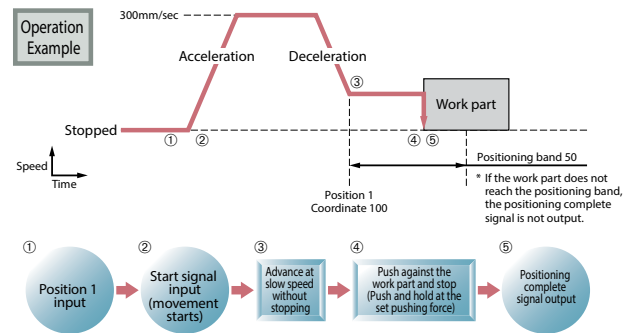 Operation
Example
300mm/sec
Acceleration
Deceleration
③
Work part
Stopped
①
②
④
⑤
Speed
Time
Positioning band 50
* If the work part does not
reach the positioning band,
the positioning complete
signal is not output.
Position 1
Coordinate 100
①
Position 1
input
②
Start signal
input
(movement
starts)
③
Advance at
slow speed
without
stopping
④
Push against the
work part and stop
(Push and hold at the
set pushing force)
⑤
Positioning
complete
signal output